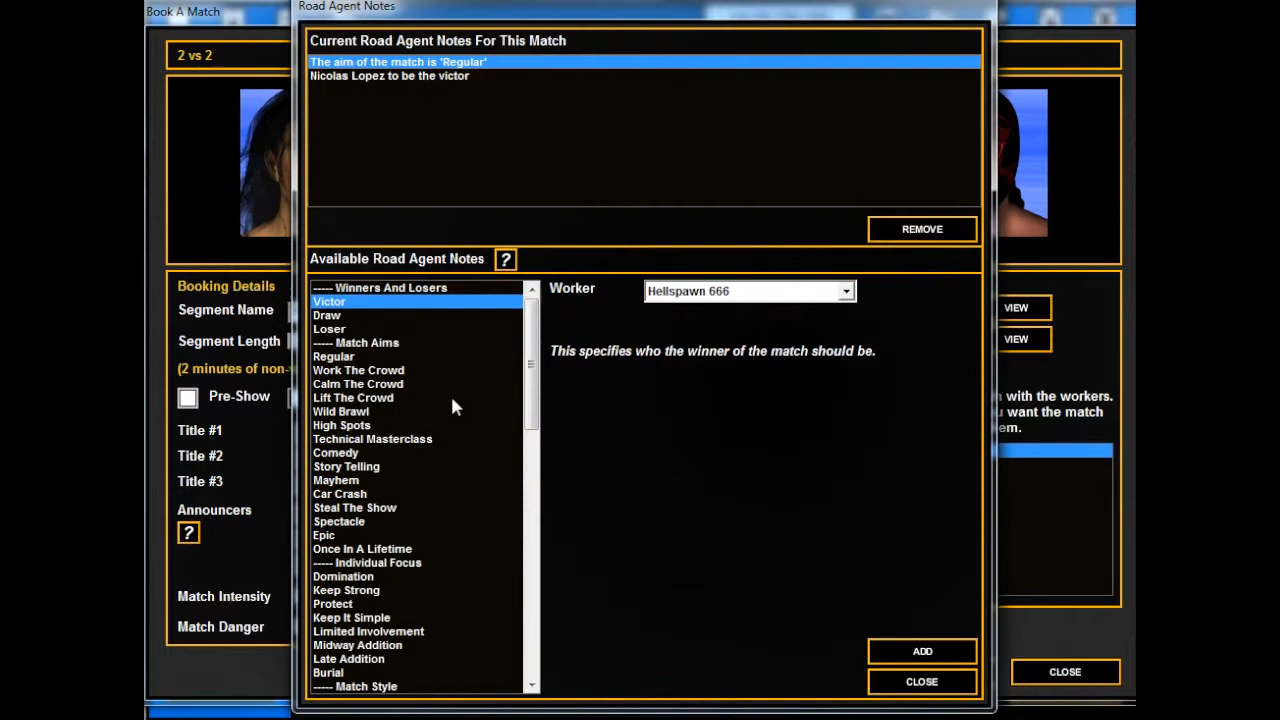 Book A Match
Road Agent Notes
2 vs 2
Current Road Agent Notes For This Match
The aim of the match is 'Regular'
Nicolas Lopez to be the victor
REMOVE
Available Road Agent Notes ?
----- Winners And Losers
Victor
Draw
Loser
----- Match Aims
Regular
Work The Crowd
Calm The Crowd
Lift The Crowd
Wild Brawl
High Spots
Technical Masterclass
Comedy
Story Telling
Mayhem
Car Crash
Steal The Show
Spectacle
Epic
Once In A Lifetime
----- Individual Focus
Domination
Keep Strong
Protect
Keep It Simple
Limited Involvement
Midway Addition
Late Addition
Burial
----- Match Style
Worker
Hellspawn 666
This specifies who the winner of the match should be.
ADD
CLOSE
Booking Details
Segment Name
Segment Length
(2 minutes of non-
Pre-Show
Title #1
Title #2
Title #3
Announcers
?
Match Intensity
Match Danger
VIEW
VIEW
with the workers.
u want the match
em.
CLOSE